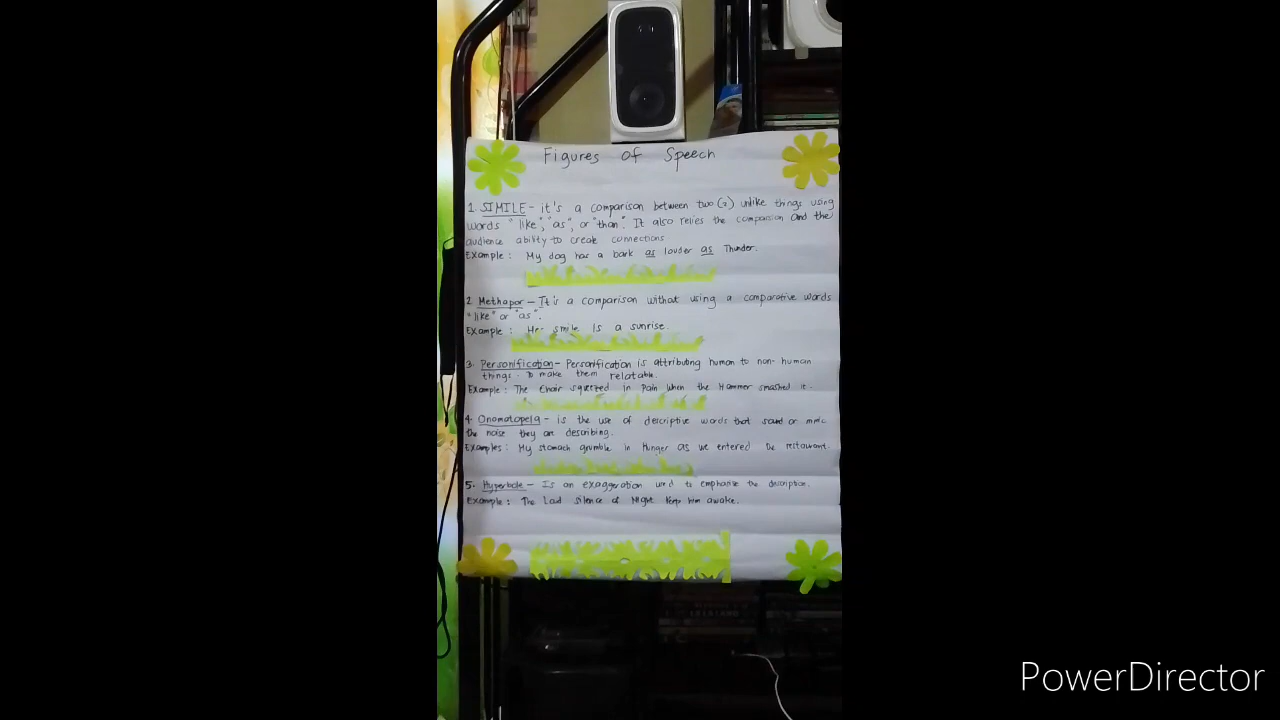 Figures of Speech
1. SIMILE - it's a comparison between two (2) unlike things using
words "like", "as", or "than". It also relies the comparison and the
audience ability to create connections
Example : My dog has a bark as louder as Thunder.
2. Methapor - It is a comparison without using a comparative words
"like" or "as".
Example : Her smile Is a sunrise.
3. Personification - Personification is attributing human to non-human
things. To make them relatable.
Example : The Chair squeeted In Pain when the Hammer smashed it.
4. Onomatopeia - is the use of descriptive words that sound or mimic
the noise they are describing.
Examples : My stomach grumble in Hunger as we entered the restaurant.
5. Hyperbole - Is an exaggeration used to emphasize the description.
Example : The Loud Silence of Night keep him awake.
PowerDirector